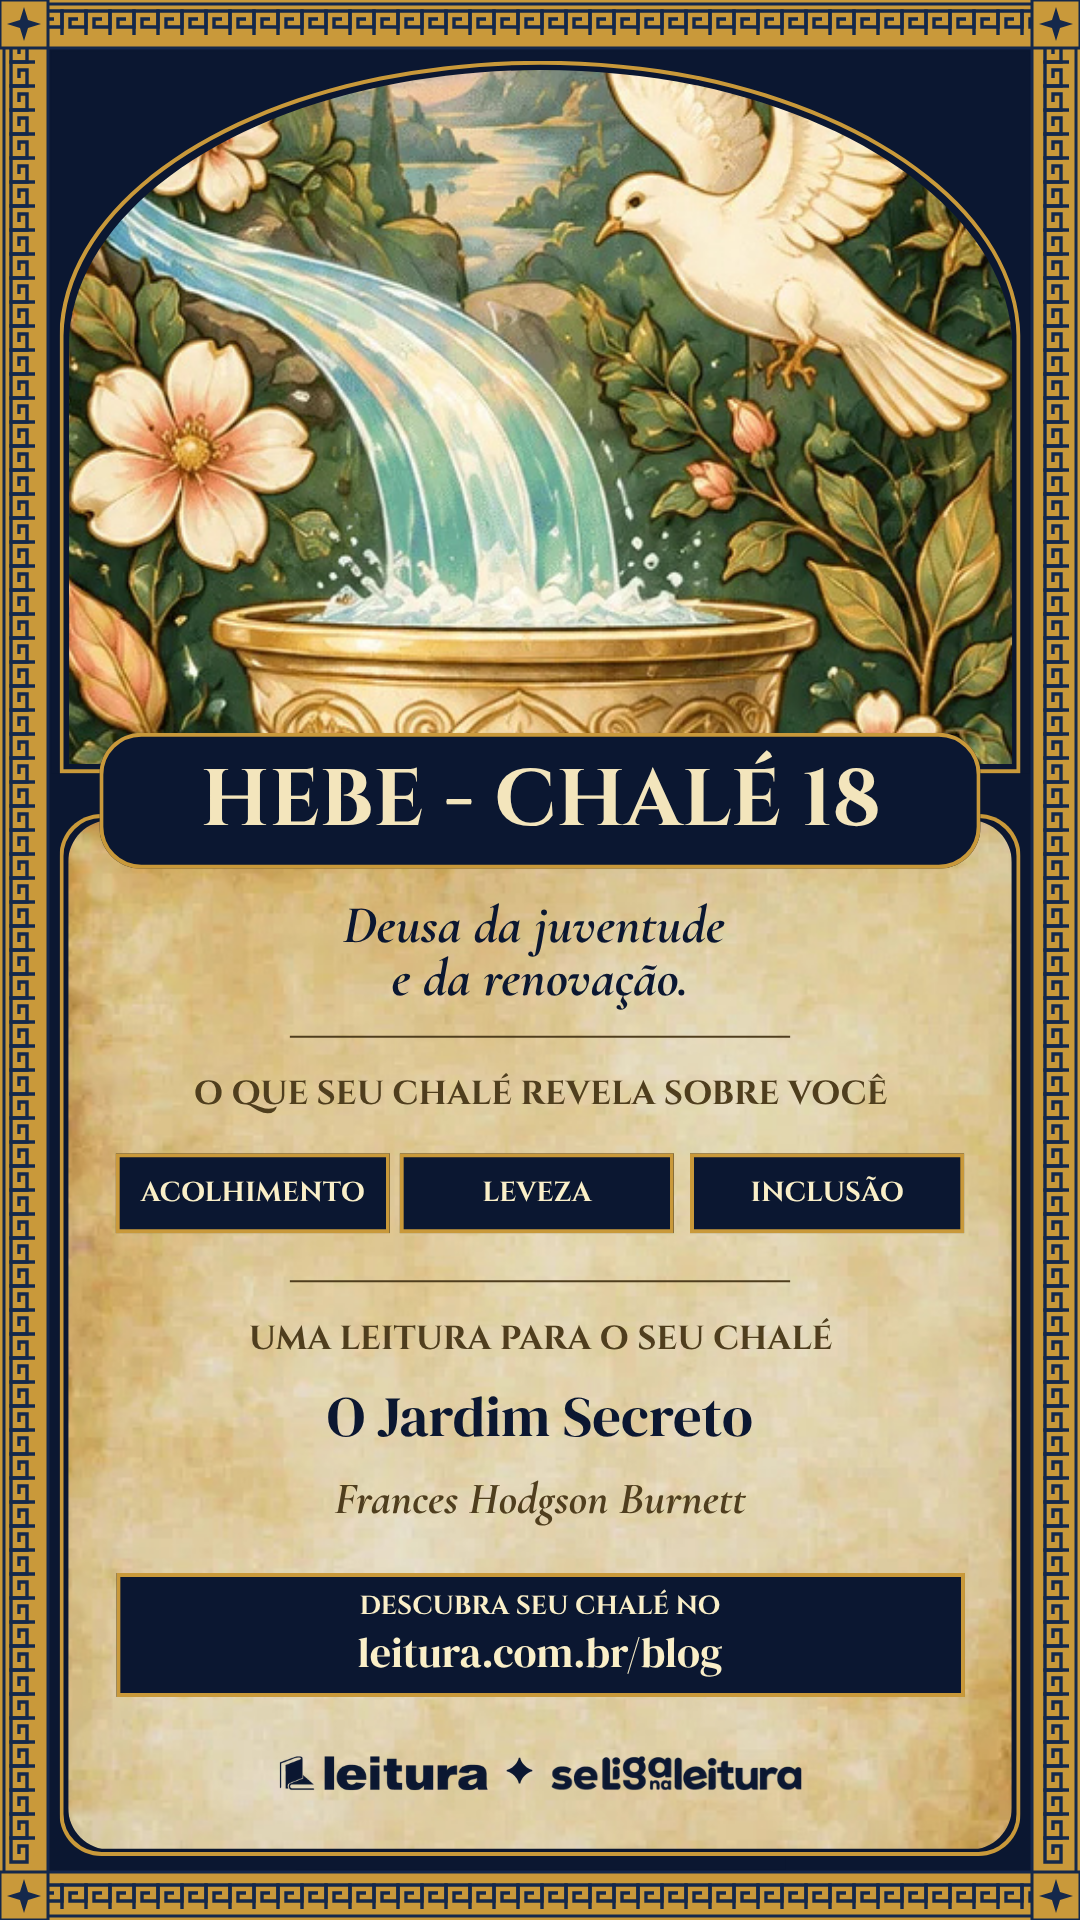 HEBE - CHALÉ 18
Deusa da juventude
e da renovação.
O QUE SEU CHALÉ REVELA SOBRE VOCÊ
ACOLHIMENTO LEVEZA INCLUSÃO
UMA LEITURA PARA O SEU CHALÉ
O Jardim Secreto
Frances Hodgson Burnett
DESCUBRA SEU CHALÉ NO
leitura.com.br/blog
leitura seliganaleitura